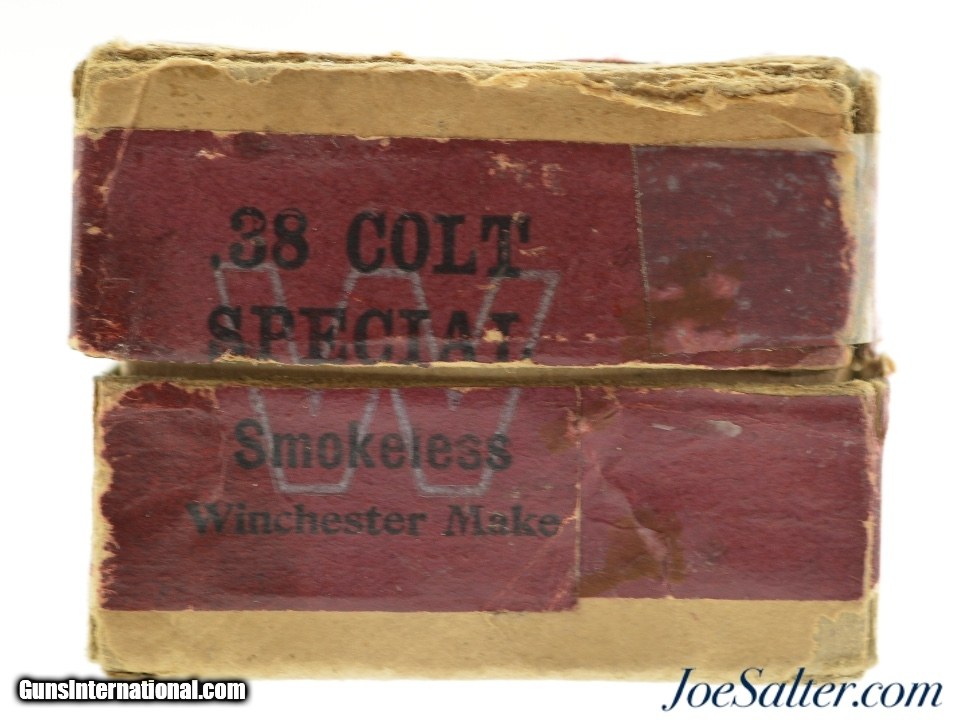 .38 COLT
SPECIAL
W
Smokeless
Winchester Make
GunsInternational.com
JoeSalter.com